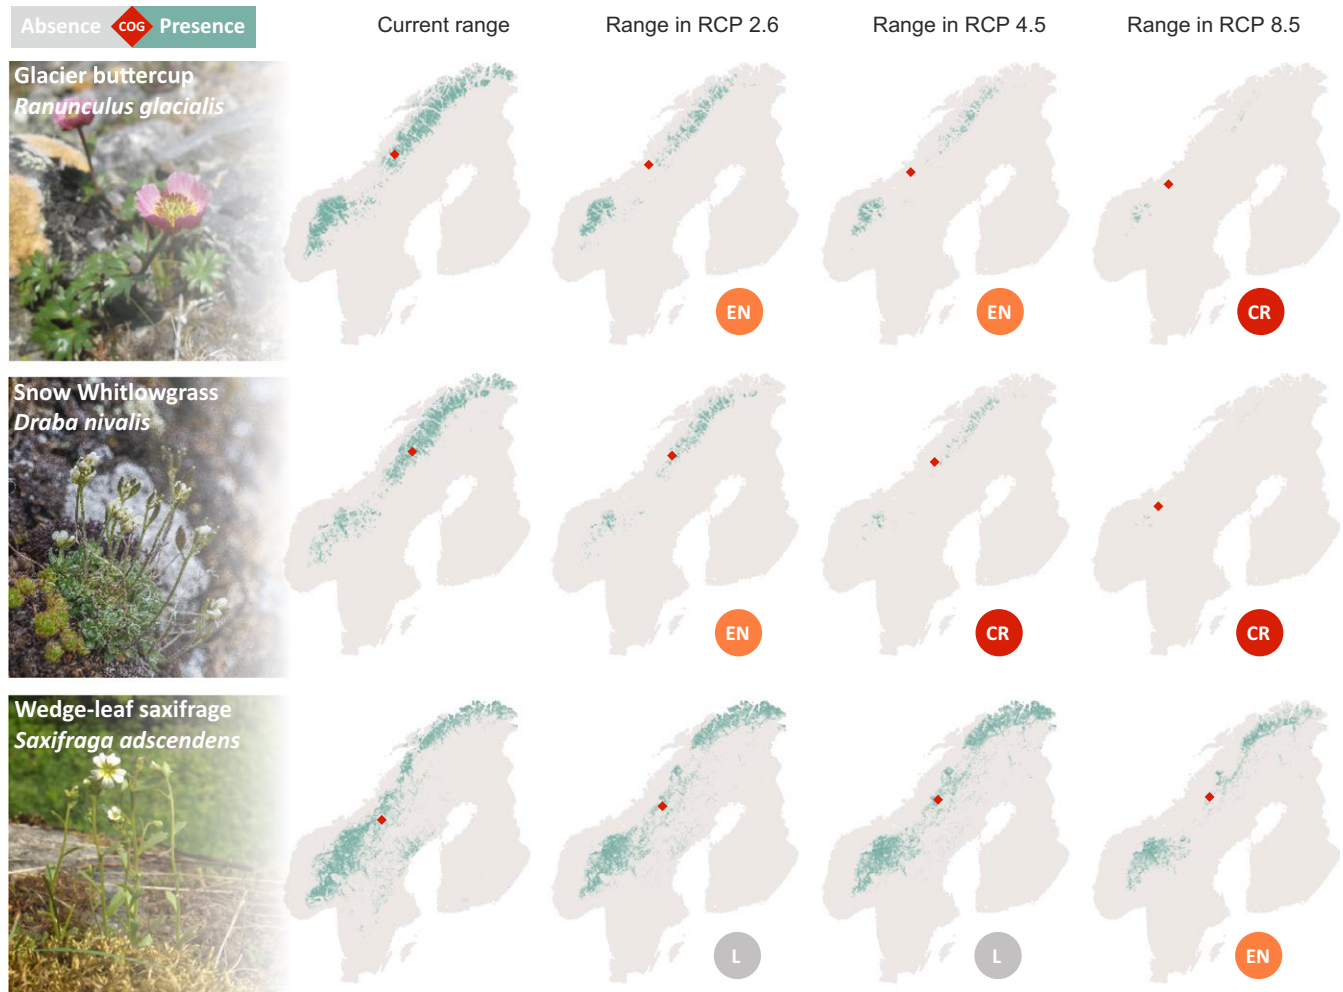 Absence COG Presence
Current range
Range in RCP 2.6
Range in RCP 4.5
Range in RCP 8.5
Glacier buttercup
Ranunculus glacialis
EN
EN
CR
Snow Whitlowgrass
Draba nivalis
EN
CR
CR
Wedge-leaf saxifrage
Saxifraga adscendens
L
L
EN